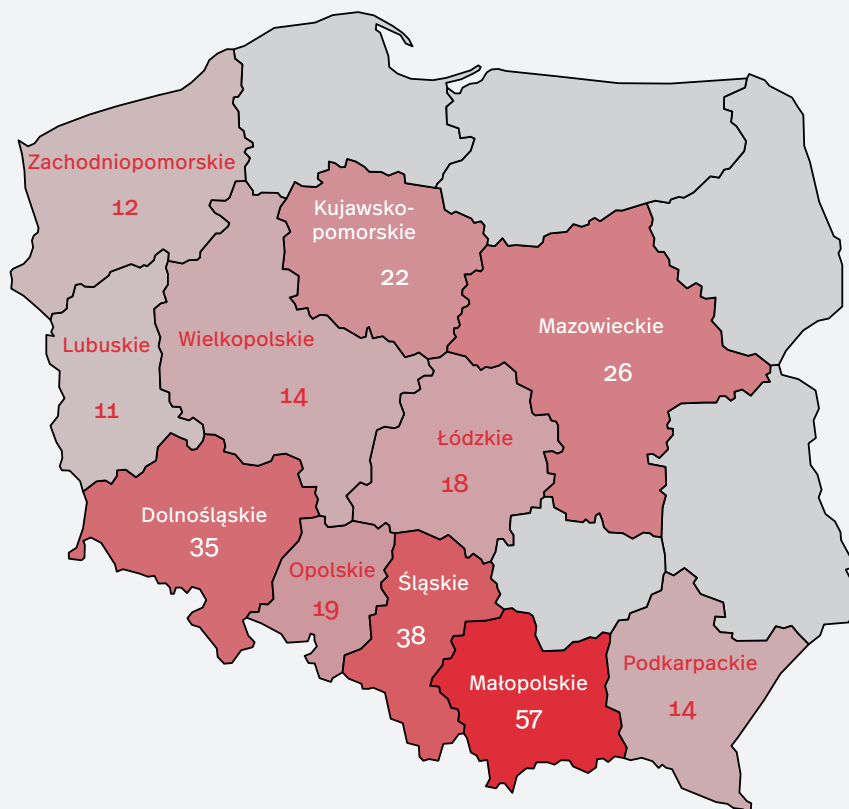 Zachodniopomorskie
12
Kujawsko-
pomorskie
22
Mazowieckie
26
Lubuskie
11
Wielkopolskie
14
Łódzkie
18
Dolnośląskie
35
Opolskie
19
Śląskie
38
Małopolskie
57
Podkarpackie
14